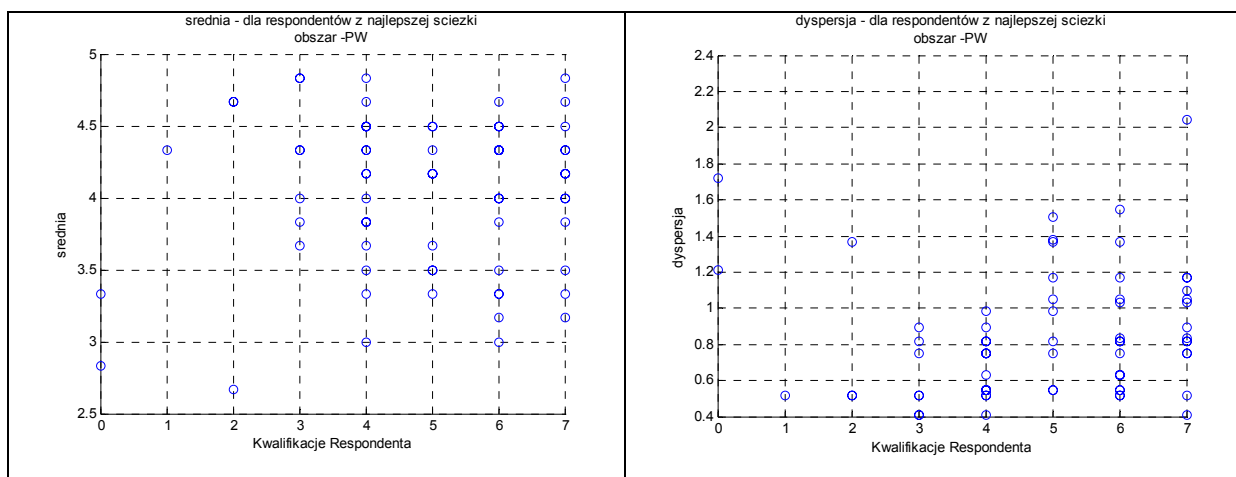 srednia - dla respondentów z najlepszej sciezki
obszar -PW
5
4.5
4
3.5
3
2.5
srednia
0 1 2 3 4 5 6 7
Kwalifikacje Respondenta
dyspersja - dla respondentów z najlepszej sciezki
obszar -PW
2.4
2.2
2
1.8
1.6
1.4
1.2
1
0.8
0.6
0.4
dyspersja
0 1 2 3 4 5 6 7
Kwalifikacje Respondenta